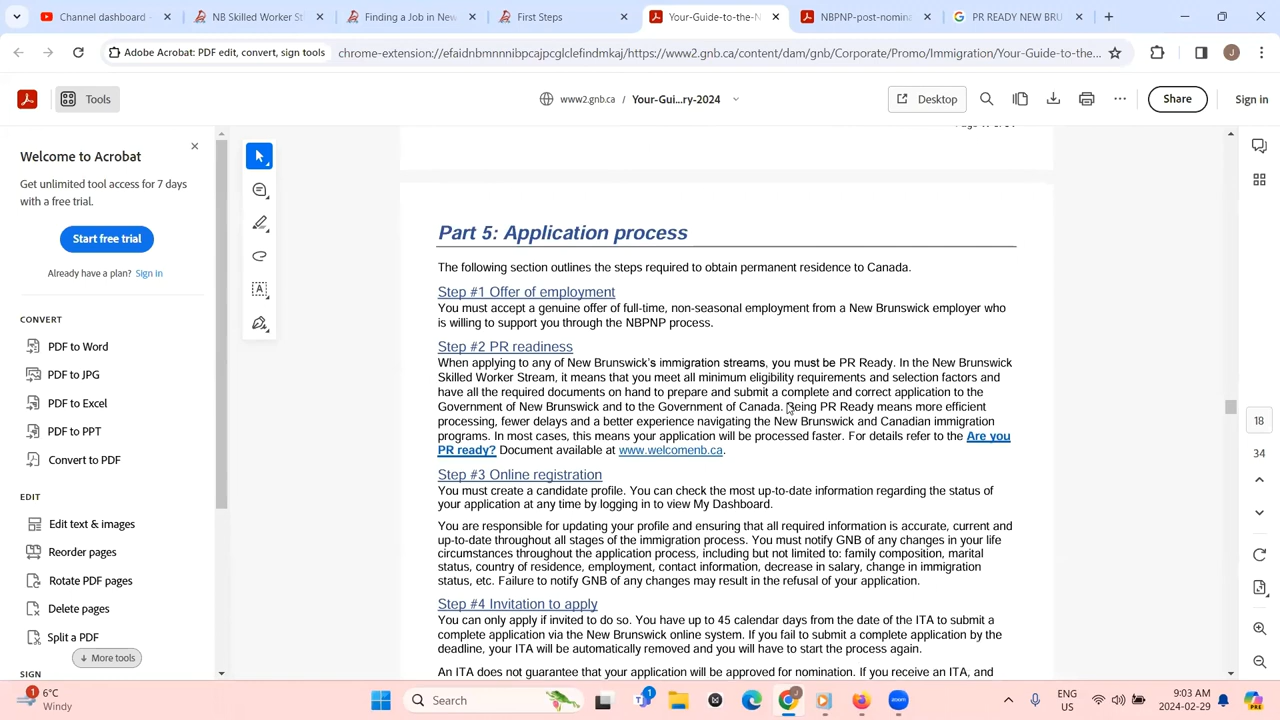 Channel dashboard -
NB Skilled Worker St
Finding a Job in New
First Steps
Your-Guide-to-the-N
NBPNP-post-nomina
PR READY NEW BRU
Adobe Acrobat: PDF edit, convert, sign tools
chrome-extension://efaidnbmnnnibpcajpcglclefindmkaj/https://www2.gnb.ca/content/dam/gnb/Corporate/Promo/Immigration/Your-Guide-to-the...
J
Tools
www2.gnb.ca / Your-Gui...ry-2024
Desktop
Share
Sign in
Welcome to Acrobat
Get unlimited tool access for 7 days
with a free trial.
Start free trial
Already have a plan? Sign in
CONVERT
PDF to Word
PDF to JPG
PDF to Excel
PDF to PPT
Convert to PDF
EDIT
Edit text & images
Reorder pages
Rotate PDF pages
Delete pages
Split a PDF
More tools
SIGN
Part 5: Application process
The following section outlines the steps required to obtain permanent residence to Canada.
Step #1 Offer of employment
You must accept a genuine offer of full-time, non-seasonal employment from a New Brunswick employer who
is willing to support you through the NBPNP process.
Step #2 PR readiness
When applying to any of New Brunswick's immigration streams, you must be PR Ready. In the New Brunswick
Skilled Worker Stream, it means that you meet all minimum eligibility requirements and selection factors and
have all the required documents on hand to prepare and submit a complete and correct application to the
Government of New Brunswick and to the Government of Canada. Being PR Ready means more efficient
processing, fewer delays and a better experience navigating the New Brunswick and Canadian immigration
programs. In most cases, this means your application will be processed faster. For details refer to the Are you
PR ready? Document available at www.welcomenb.ca.
Step #3 Online registration
You must create a candidate profile. You can check the most up-to-date information regarding the status of
your application at any time by logging in to view My Dashboard.
You are responsible for updating your profile and ensuring that all required information is accurate, current and
up-to-date throughout all stages of the immigration process. You must notify GNB of any changes in your life
circumstances throughout the application process, including but not limited to: family composition, marital
status, country of residence, employment, contact information, decrease in salary, change in immigration
status, etc. Failure to notify GNB of any changes may result in the refusal of your application.
Step #4 Invitation to apply
You can only apply if invited to do so. You have up to 45 calendar days from the date of the ITA to submit a
complete application via the New Brunswick online system. If you fail to submit a complete application by the
deadline, your ITA will be automatically removed and you will have to start the process again.
An ITA does not guarantee that your application will be approved for nomination. If you receive an ITA, and
18
34
1
6°C
Windy
Search
1
ENG
US
9:03 AM
2024-02-29